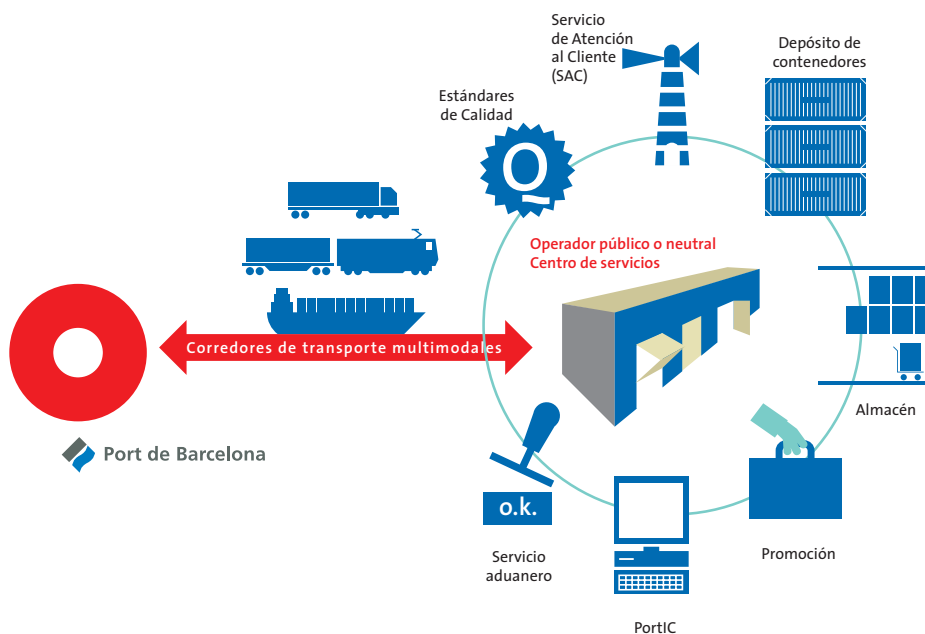 Servicio
de Atención
al Cliente
(SAC)
Depósito de
contenedores
Estándares
de Calidad
Q
Operador público o neutral
Centro de servicios
Corredores de transporte multimodales
Almacén
Port de Barcelona
o.k.
Servicio
aduanero
Promoción
PortIC